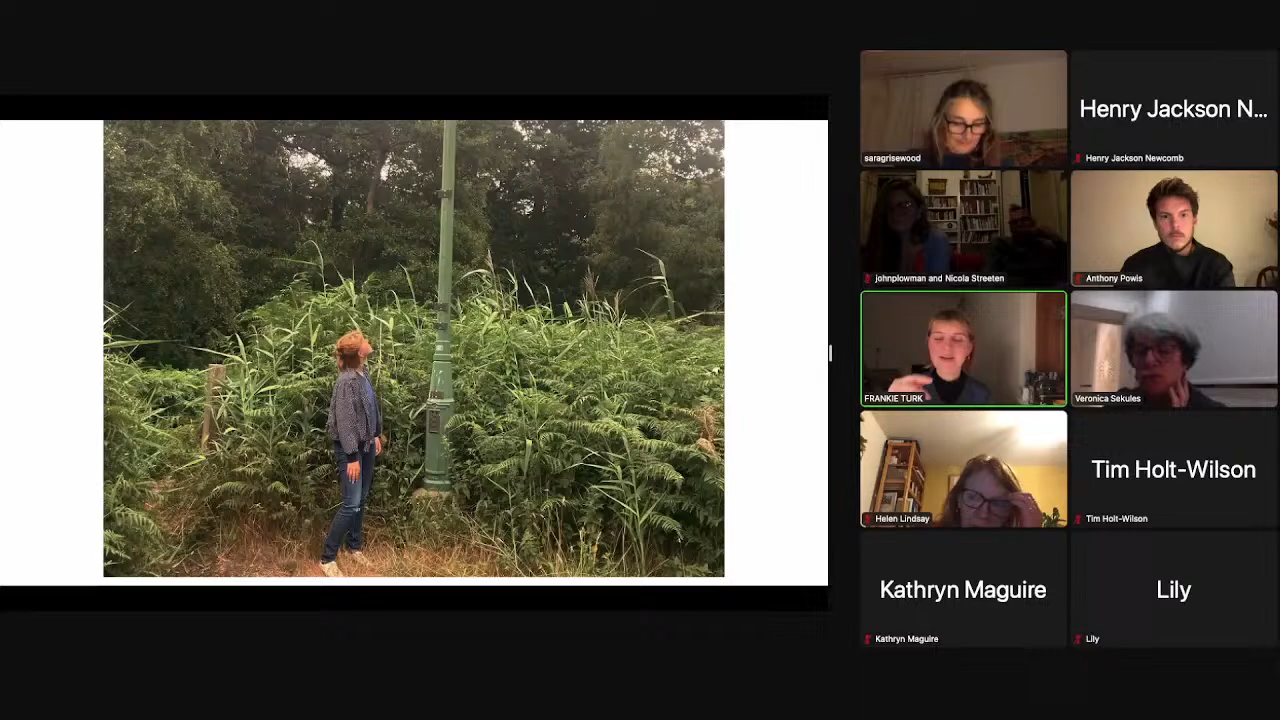 saragrisewood
Henry Jackson N...
Henry Jackson Newcomb
johnplowman and Nicola Streeten
Anthony Powis
FRANKIE TURK
Veronica Sekules
Helen Lindsay
Tim Holt-Wilson
Tim Holt-Wilson
Kathryn Maguire
Kathryn Maguire
Lily
Lily